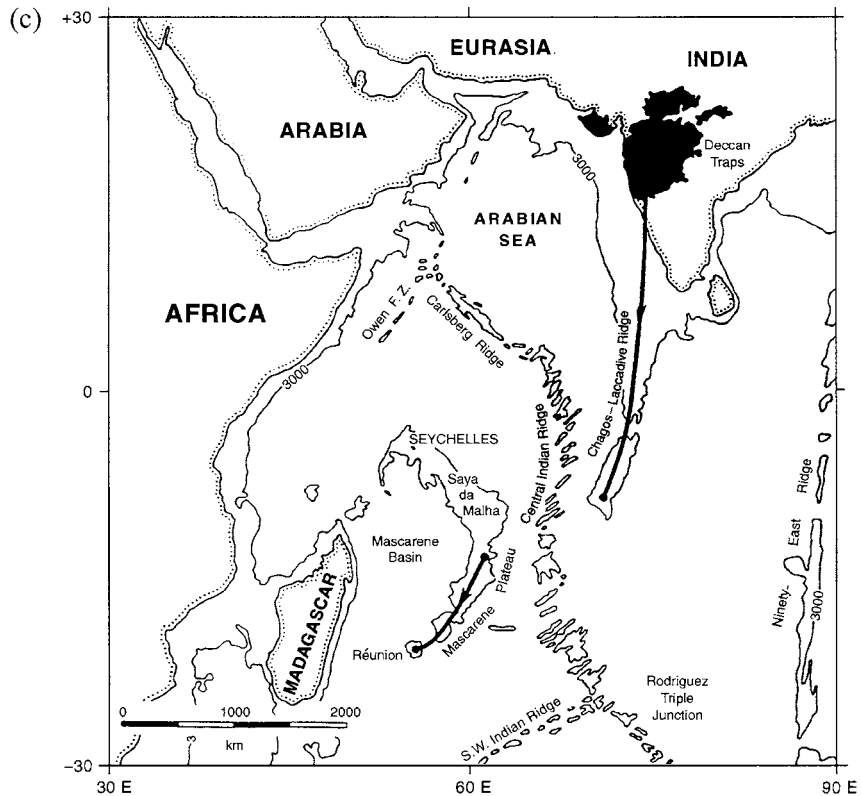 (c)
+30
EURASIA
INDIA
ARABIA
Deccan
Traps
3000
ARABIAN
SEA
AFRICA
Owen F.Z.
Carlsberg Ridge
Chagos–Laccadive Ridge
3000
0
SEYCHELLES
Central Indian Ridge
Saya
da
Malha
Ridge
Mascarene
Basin
East
Plateau
Ninety-
3000
MADAGASCAR
Mascarene
Réunion
Rodriguez
Triple
Junction
0 1000 2000
km
3
S.W. Indian Ridge
−30
30 E
60 E
90 E